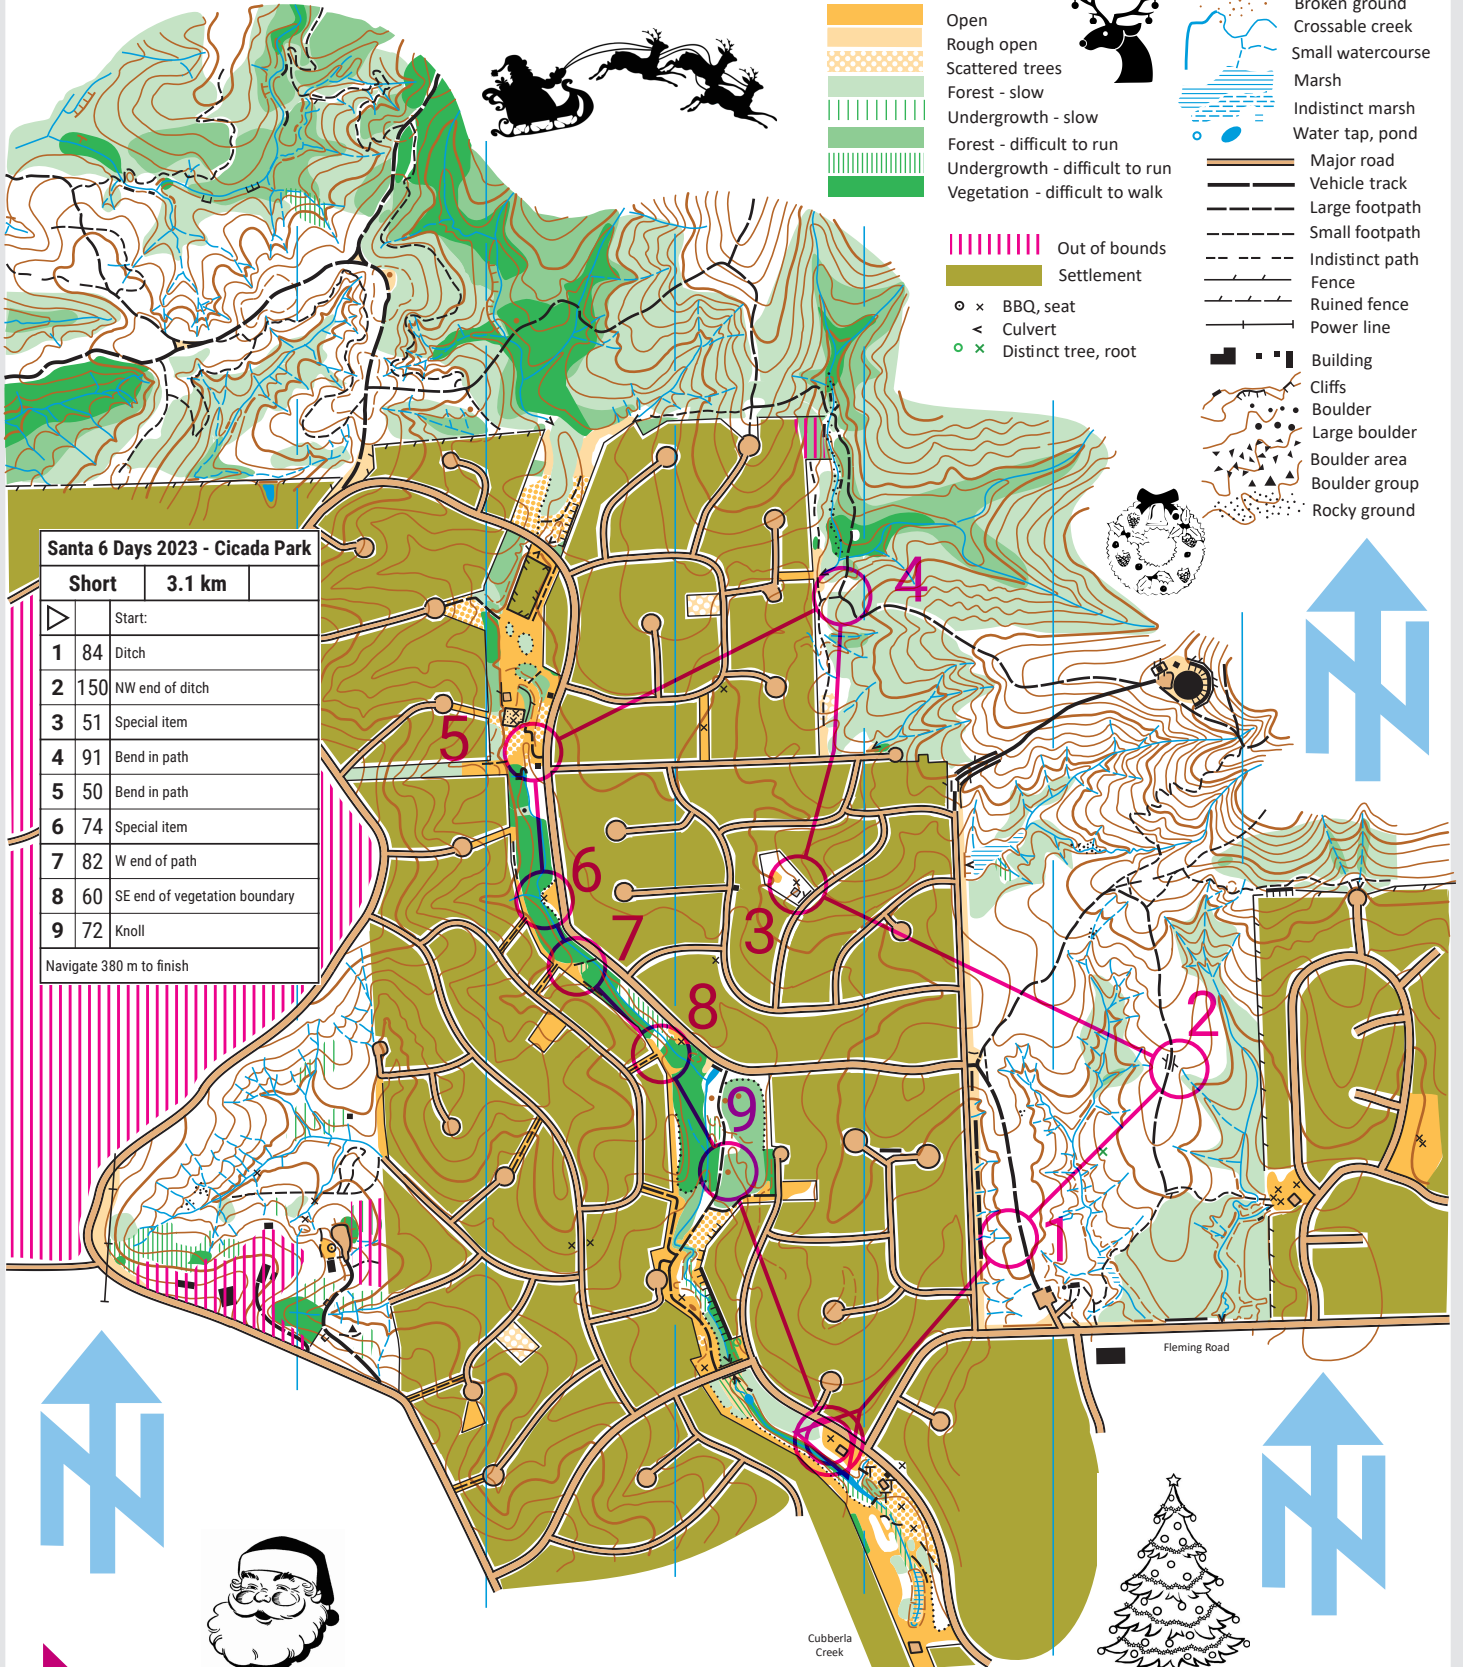 Open
Rough open
Scattered trees
Forest - slow
Undergrowth - slow
Forest - difficult to run
Undergrowth - difficult to run
Vegetation - difficult to walk
Out of bounds
Settlement
BBQ, seat
Culvert
Distinct tree, root
Broken ground
Crossable creek
Small watercourse
Marsh
Indistinct marsh
Water tap, pond
Major road
Vehicle track
Large footpath
Small footpath
Indistinct path
Fence
Ruined fence
Power line
Building
Cliffs
Boulder
Large boulder
Boulder area
Boulder group
Rocky ground
Santa 6 Days 2023 - Cicada Park
Short 3.1 km
Start:
1 84 Ditch
2 150 NW end of ditch
3 51 Special item
4 91 Bend in path
5 50 Bend in path
6 74 Special item
7 82 W end of path
8 60 SE end of vegetation boundary
9 72 Knoll
Navigate 380 m to finish
4
5
6
7
3
8
2
9
1
Fleming Road
Cubberla
Creek
N
N
N